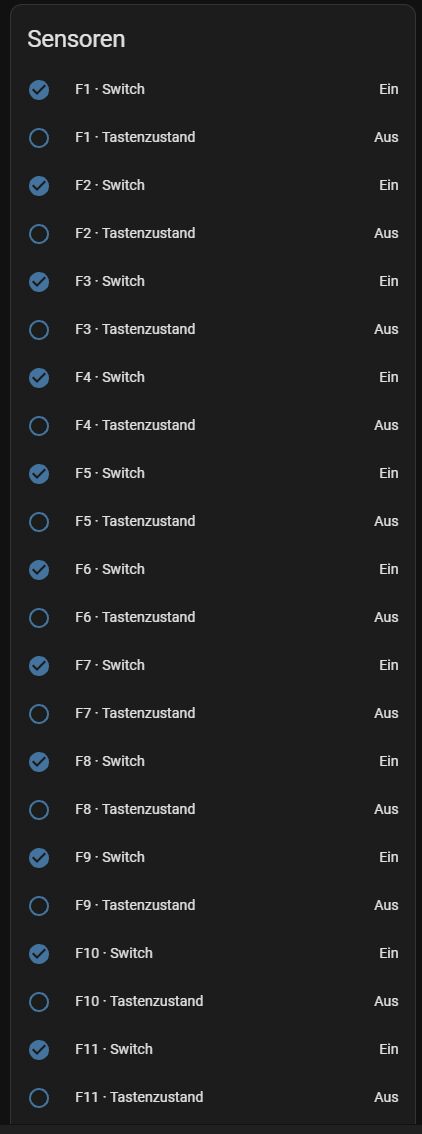 Sensoren
F1 · Switch Ein
F1 · Tastenzustand Aus
F2 · Switch Ein
F2 · Tastenzustand Aus
F3 · Switch Ein
F3 · Tastenzustand Aus
F4 · Switch Ein
F4 · Tastenzustand Aus
F5 · Switch Ein
F5 · Tastenzustand Aus
F6 · Switch Ein
F6 · Tastenzustand Aus
F7 · Switch Ein
F7 · Tastenzustand Aus
F8 · Switch Ein
F8 · Tastenzustand Aus
F9 · Switch Ein
F9 · Tastenzustand Aus
F10 · Switch Ein
F10 · Tastenzustand Aus
F11 · Switch Ein
F11 · Tastenzustand Aus